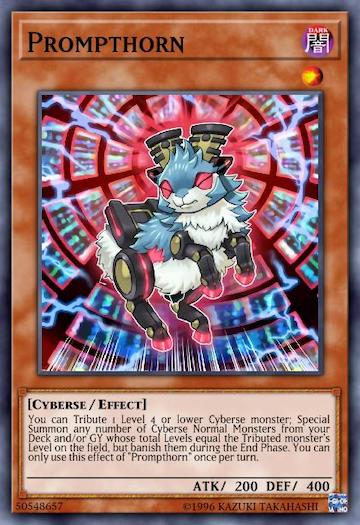 Prompthorn
DARK
闇
[Cyberse / Effect]
You can Tribute 1 Level 4 or lower Cyberse monster; Special
Summon any number of Cyberse Normal Monsters from your
Deck and/or GY whose total Levels equal the Tributed monster's
Level on the field, but banish them during the End Phase. You can
only use this effect of "Prompthorn" once per turn.
ATK/ 200 DEF/ 400
50548657
©1996 KAZUKI TAKAHASHI